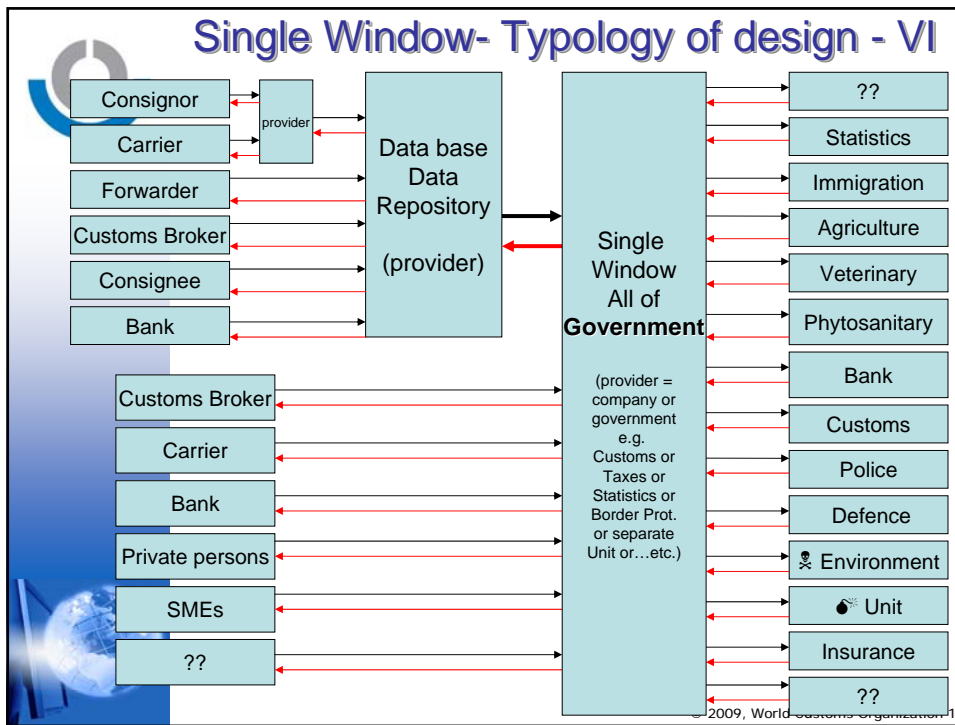 Single Window- Typology of design - VI
Consignor
Carrier
Forwarder
Customs Broker
Consignee
Bank
provider
Data base
Data
Repository
(provider)
Customs Broker
Carrier
Bank
Private persons
SMEs
??
Single
Window
All of
Government
(provider =
company or
government
e.g.
Customs or
Taxes or
Statistics or
Border Prot.
or separate
Unit or...etc.)
??
Statistics
Immigration
Agriculture
Veterinary
Phytosanitary
Bank
Customs
Police
Defence
☠ Environment
💣 Unit
Insurance
??
© 2009, World Customs Organization 1